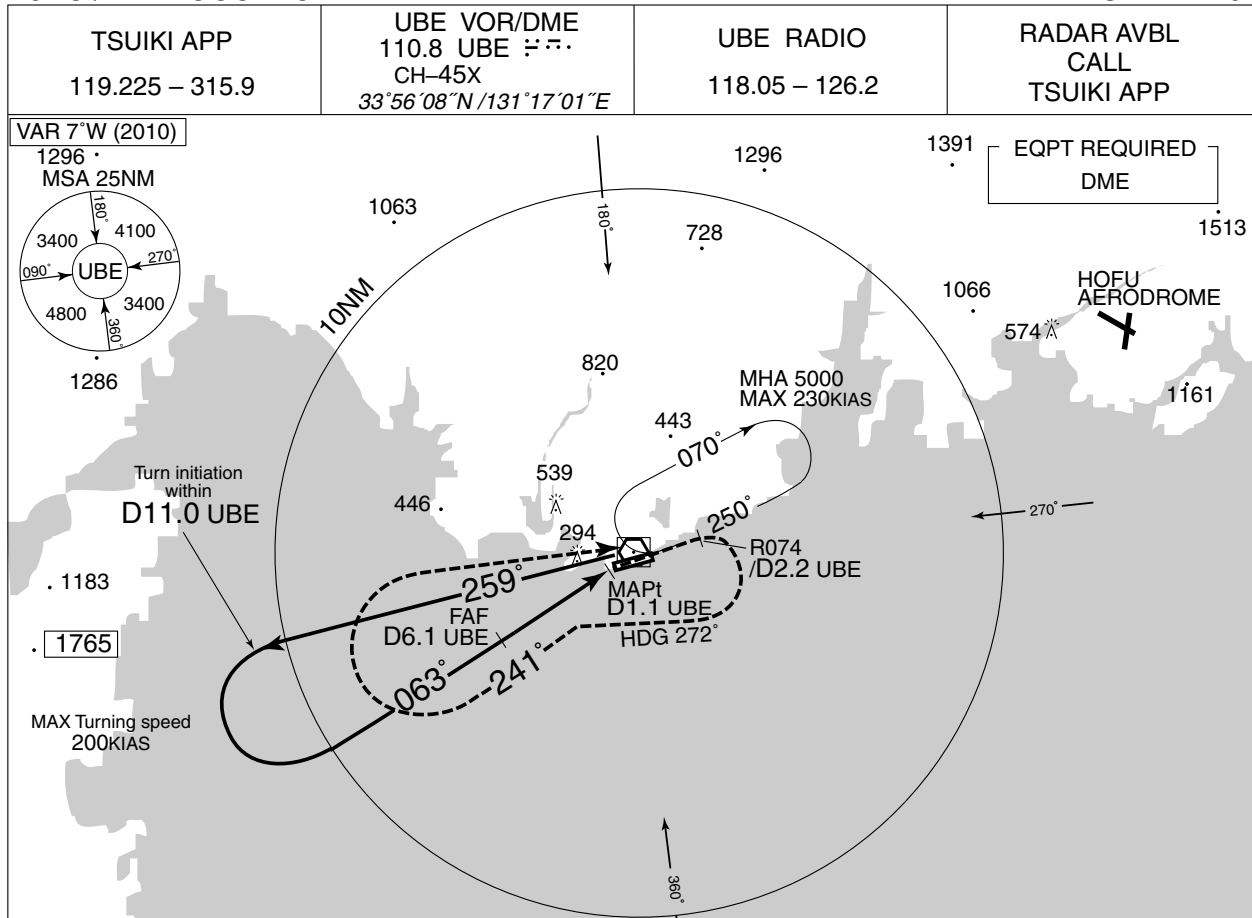 TSUIKI APP
119.225 – 315.9
UBE VOR/DME
110.8 UBE
CH–45X
33°56′08″N /131°17′01″E
UBE RADIO
118.05 – 126.2
RADAR AVBL
CALL
TSUIKI APP
VAR 7°W (2010)
1296
MSA 25NM
180°
3400
4100
090°
UBE
270°
4800
3400
360°
1286
EQPT REQUIRED
DME
1391
1296
1063
728
1513
180°
10NM
1066
HOFU
AERODROME
574
1161
820
MHA 5000
MAX 230KIAS
443
070°
539
446
294
250°
270°
Turn initiation
within
D11.0 UBE
R074
/D2.2 UBE
259°
MAPt
D1.1 UBE
FAF
D6.1 UBE
HDG 272°
1183
1765
241°
063°
MAX Turning speed
200KIAS
360°